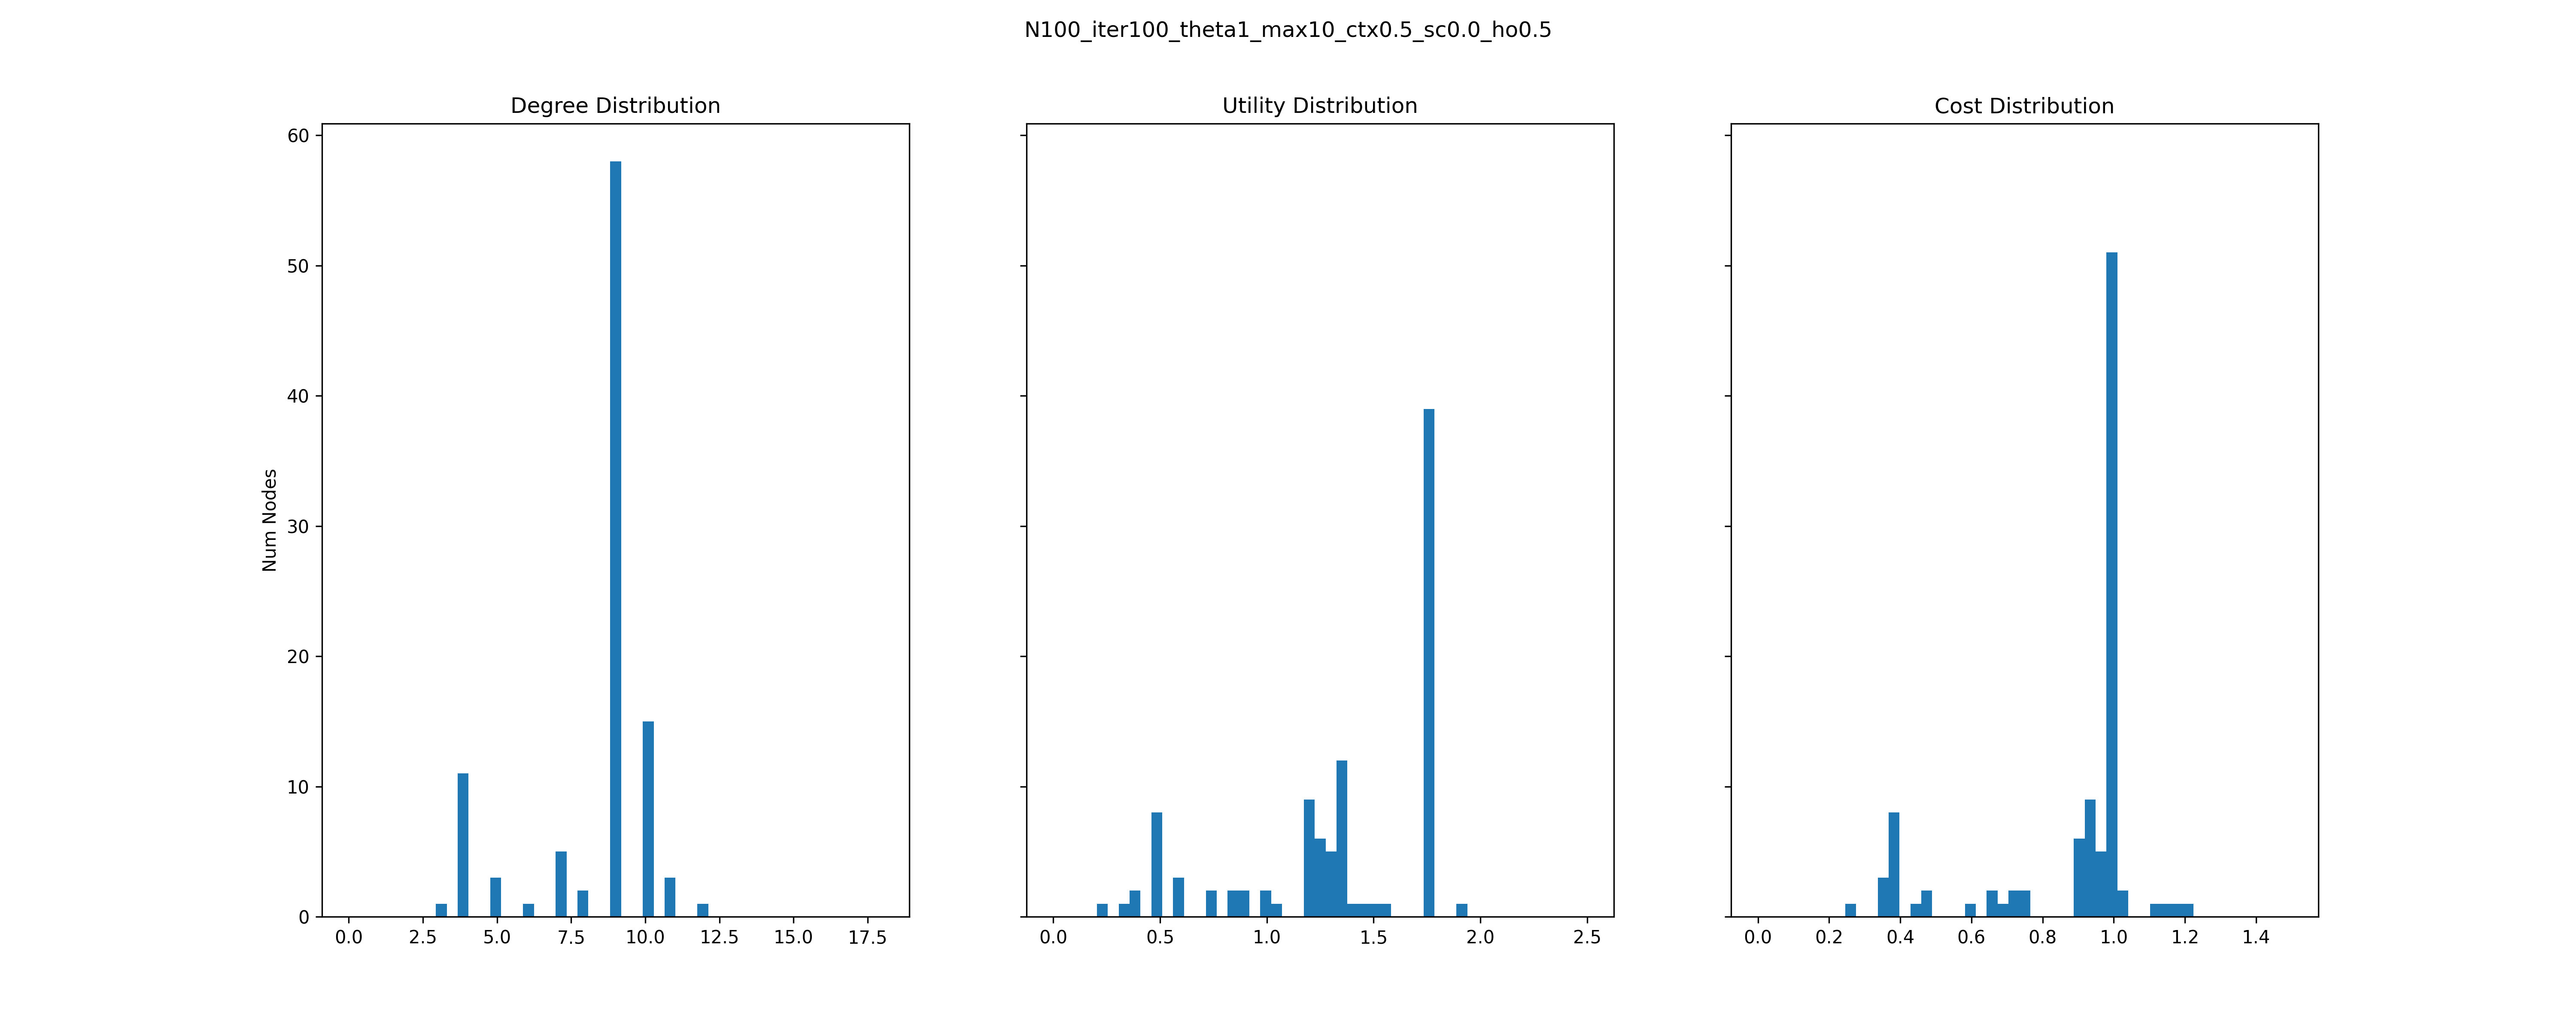 N100_iter100_theta1_max10_ctx0.5_sc0.0_ho0.5
Degree Distribution
Utility Distribution
Cost Distribution
Num Nodes
60
50
40
30
20
10
0
0.0 2.5 5.0 7.5 10.0 12.5 15.0 17.5
0.0 0.5 1.0 1.5 2.0 2.5
0.0 0.2 0.4 0.6 0.8 1.0 1.2 1.4